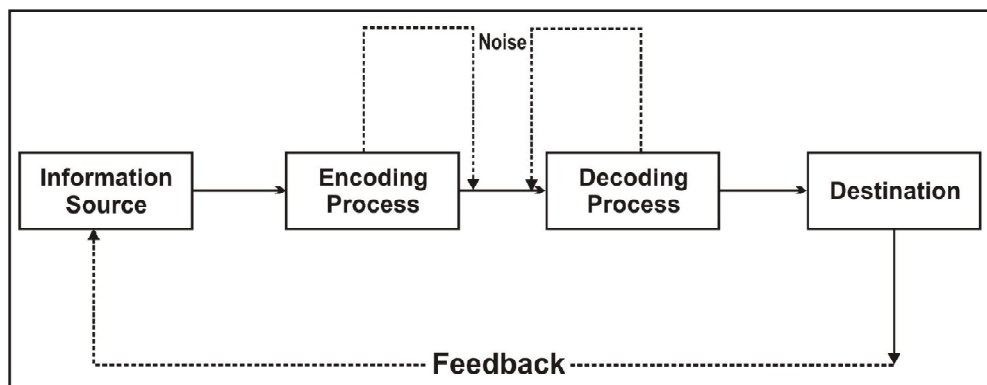 Noise
Information
Source
Encoding
Process
Decoding
Process
Destination
Feedback